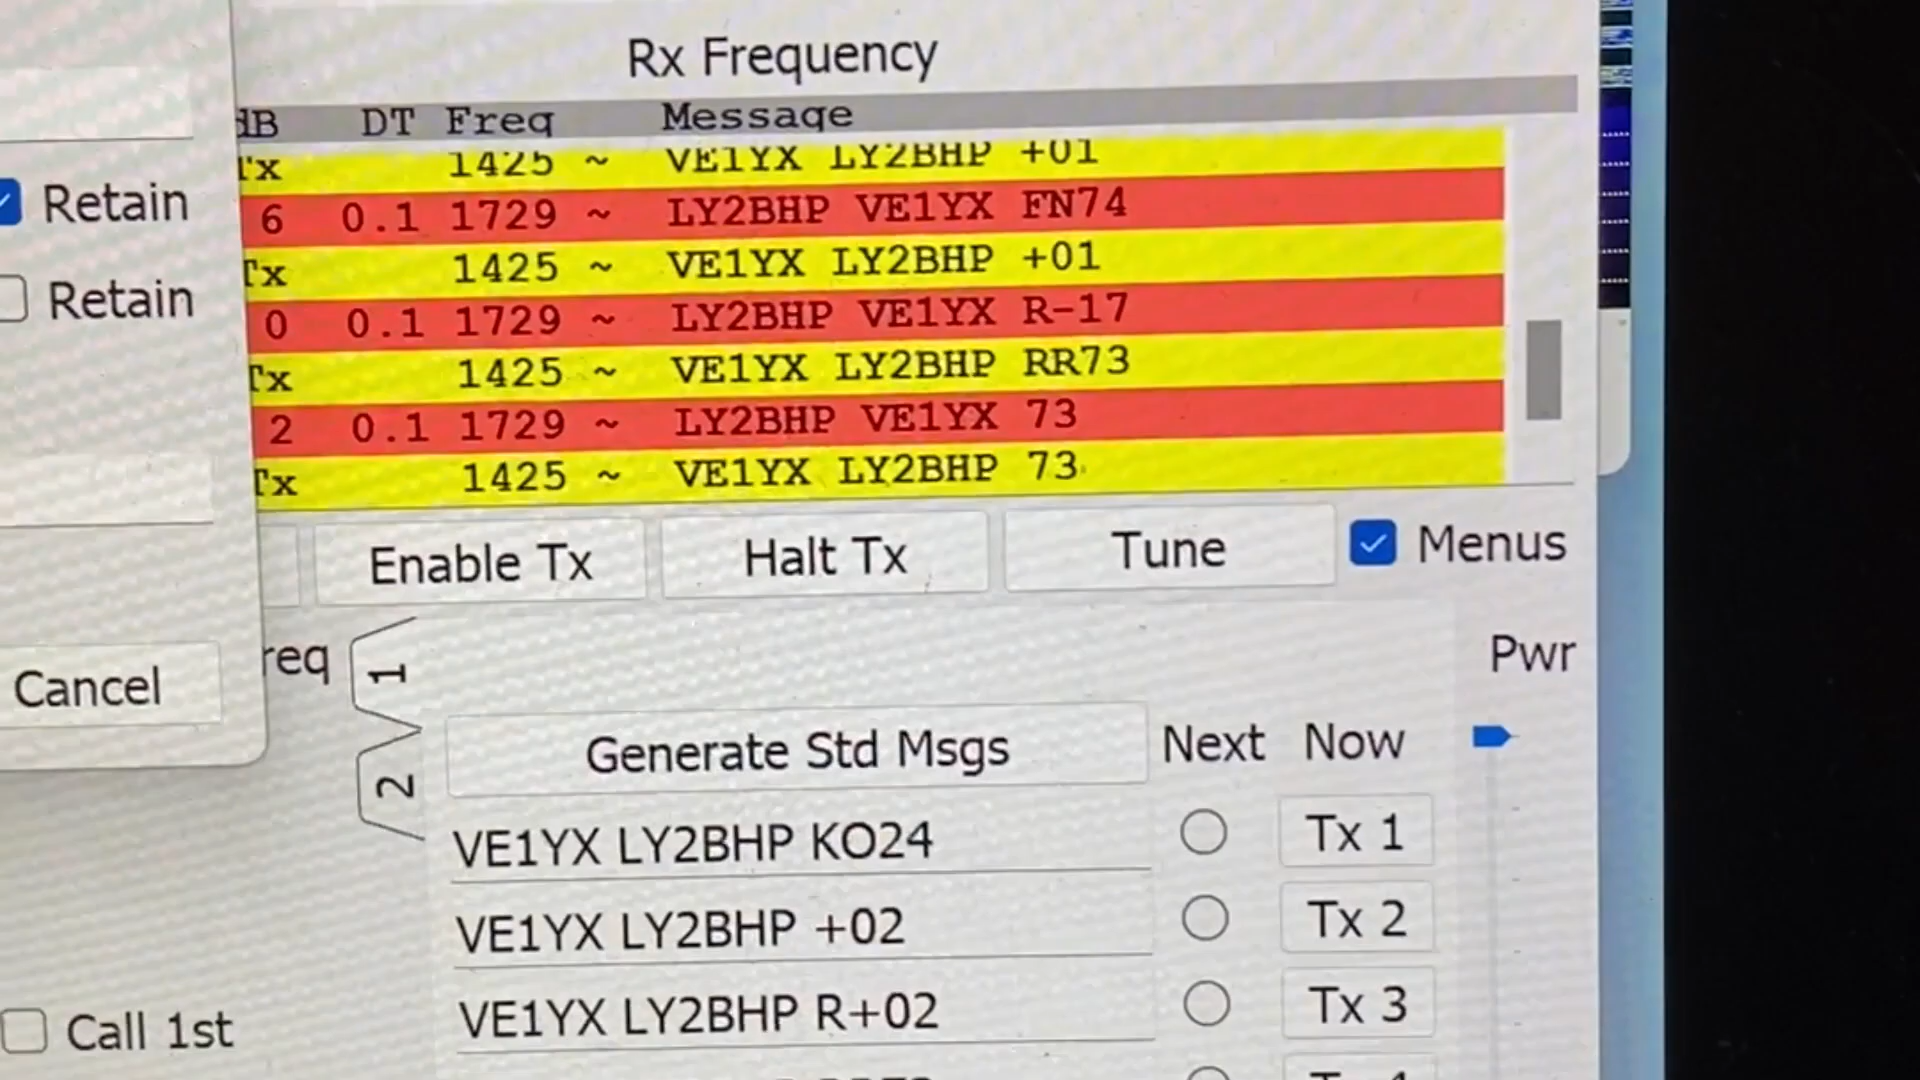 Rx Frequency
dB DT Freq Message
Tx 1425 ~ VE1YX LY2BHP +01
6 0.1 1729 ~ LY2BHP VE1YX FN74
Tx 1425 ~ VE1YX LY2BHP +01
0 0.1 1729 ~ LY2BHP VE1YX R-17
Tx 1425 ~ VE1YX LY2BHP RR73
2 0.1 1729 ~ LY2BHP VE1YX 73
Tx 1425 ~ VE1YX LY2BHP 73
Retain
Retain
Cancel
Enable Tx Halt Tx Tune Menus
req 1 Pwr
2 Generate Std Msgs Next Now
VE1YX LY2BHP KO24 Tx 1
VE1YX LY2BHP +02 Tx 2
VE1YX LY2BHP R+02 Tx 3
Call 1st